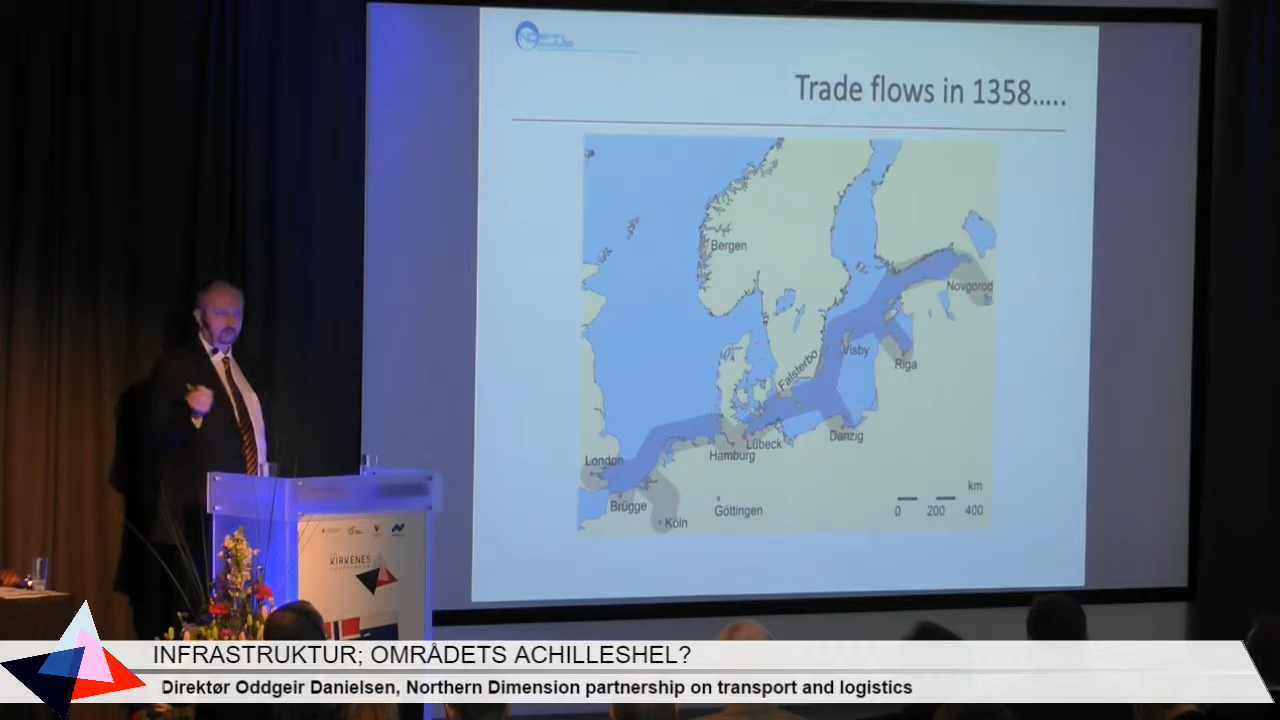 Trade flows in 1358.....
Bergen
Novgorod
Visby
Riga
Falsterbo
Danzig
Lübeck
Hamburg
London
Brügge
Köln
Göttingen
km
0 200 400
KIRKENES
INFRASTRUKTUR; OMRÅDETS ACHILLESHEL?
Direktør Oddgeir Danielsen, Northern Dimension partnership on transport and logistics